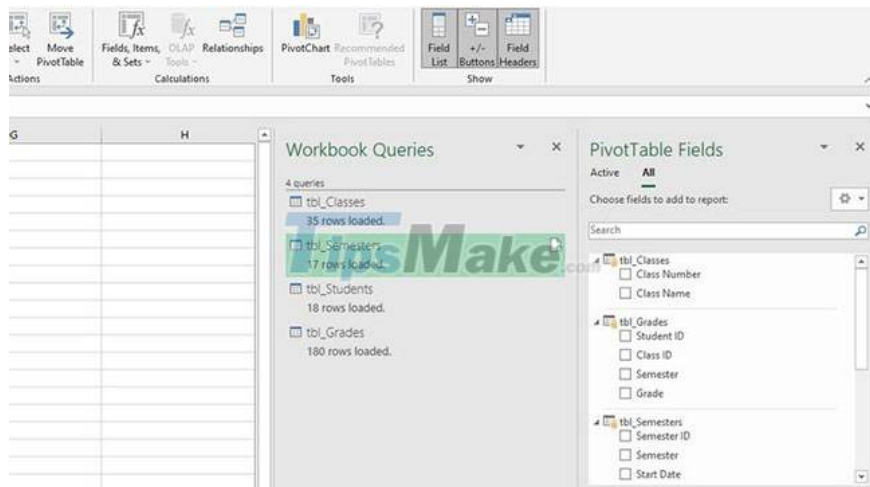 elect
Move
PivotTable
Actions
Fields, Items,
& Sets
OLAP
Tools
Relationships
Calculations
PivotChart
Recommended
PivotTables
Tools
Field
List
+/-
Buttons
Field
Headers
Show
G
H
Workbook Queries
4 queries
tbl_Classes
35 rows loaded.
tbl_Semesters
17 rows loaded.
tbl_Students
18 rows loaded.
tbl_Grades
180 rows loaded.
TipsMake.com
PivotTable Fields
Active All
Choose fields to add to report:
Search
tbl_Classes
Class Number
Class Name
tbl_Grades
Student ID
Class ID
Semester
Grade
tbl_Semesters
Semester ID
Semester
Start Date